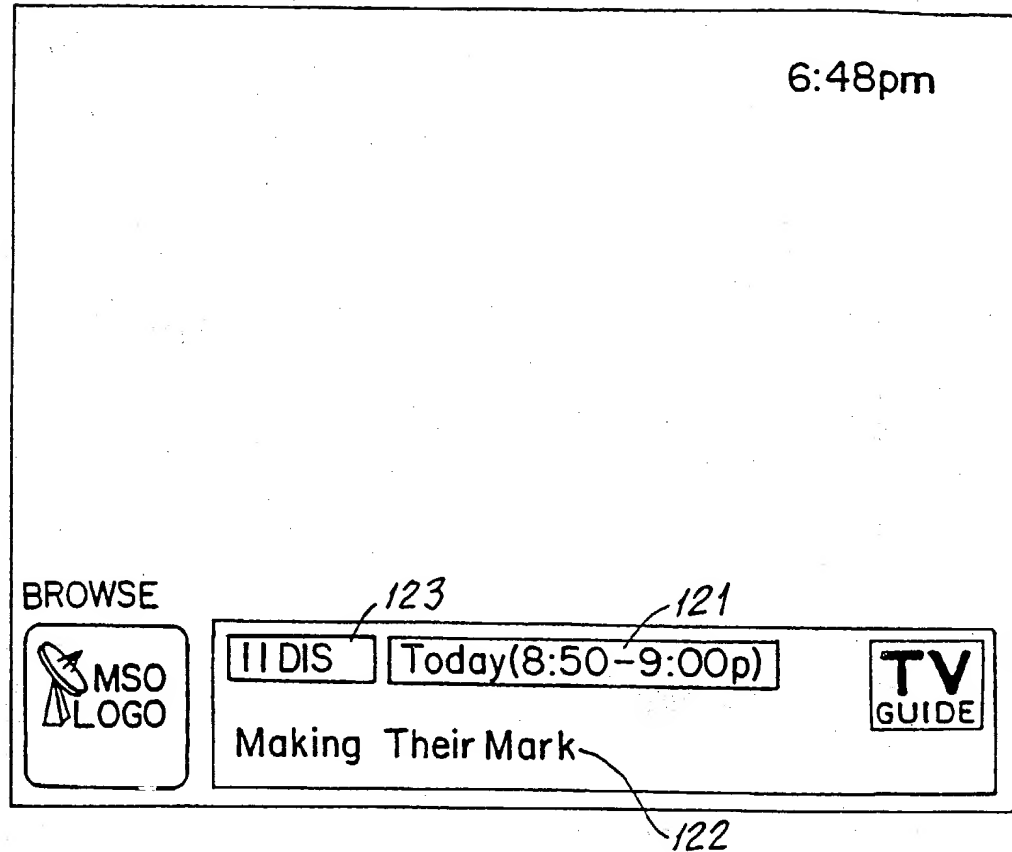 6:48pm
BROWSE
123
121
MSO
LOGO
11 DIS
Today(8:50-9:00p)
TV
GUIDE
Making Their Mark
122